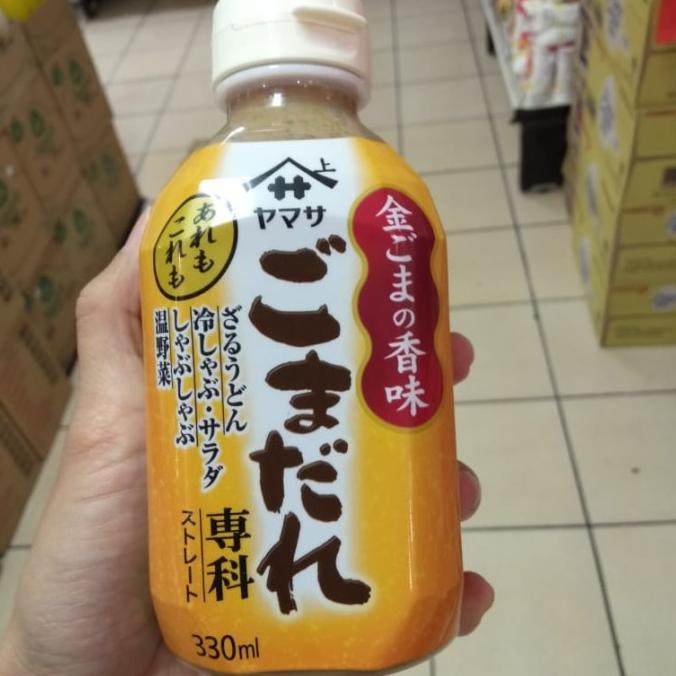 上
ヤマサ
金ごまの香味
ごまだれ
あれも
これも
ざるうどん
冷しゃぶ・サラダ
しゃぶしゃぶ
温野菜
専科
ストレート
330ml